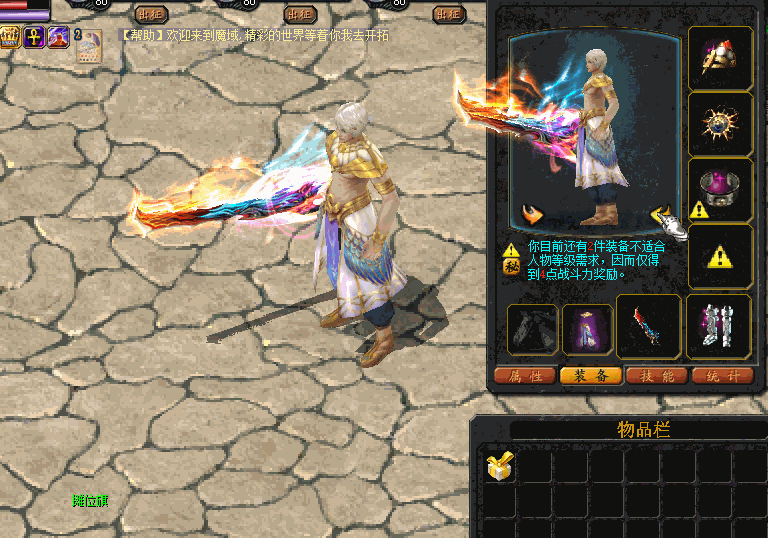 80
80
80
出征
出征
出征
2
【帮助】欢迎来到魔域,精彩的世界等着你我去开拓
你目前还有2件装备不适合
人物等级需求，因而仅得
到4点战斗力奖励。
秘
属性
装备
技能
统计
物品栏
摊位旗